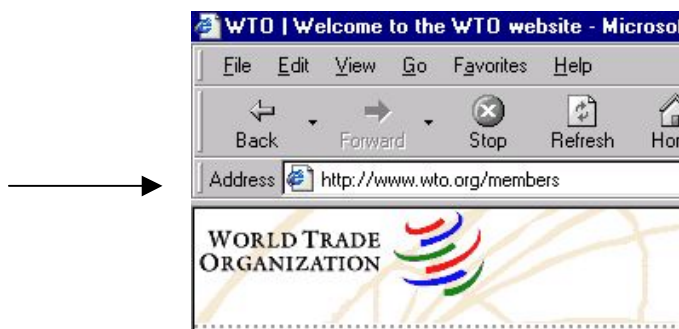 WTO | Welcome to the WTO website - Microso
File Edit View Go Favorites Help
Back Forward Stop Refresh Hor
Address http://www.wto.org/members
WORLD TRADE
ORGANIZATION